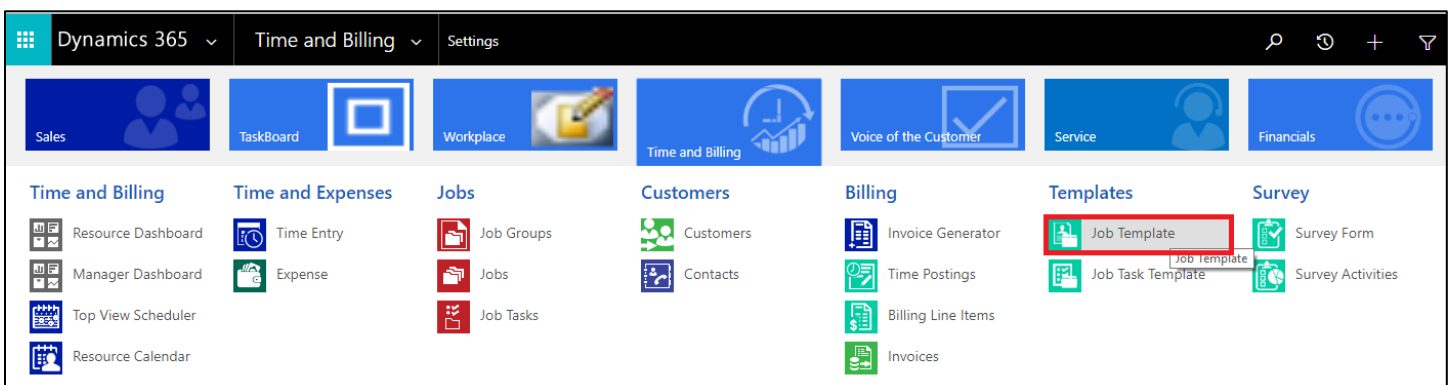 Dynamics 365 Time and Billing Settings
Sales TaskBoard Workplace Time and Billing Voice of the Customer Service Financials
Time and Billing Time and Expenses Jobs Customers Billing Templates Survey
Resource Dashboard Time Entry Job Groups Customers Invoice Generator Job Template Survey Form
Job Template
Manager Dashboard Expense Jobs Contacts Time Postings Job Task Template Survey Activities
Top View Scheduler Job Tasks Billing Line Items
Resource Calendar Invoices